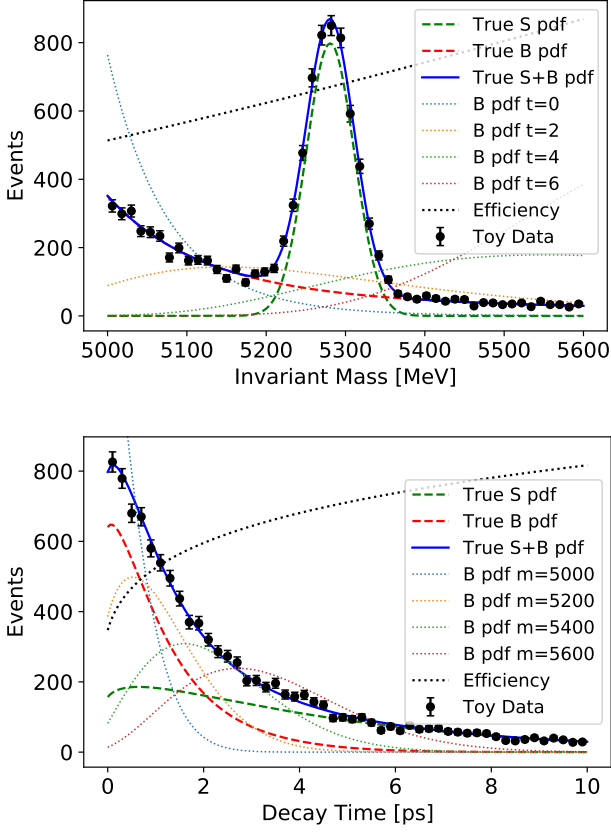 800
600
400
200
0
Events
5000
5100
5200
5300
5400
5500
5600
Invariant Mass [MeV]
True S pdf
True B pdf
True S+B pdf
B pdf t=0
B pdf t=2
B pdf t=4
B pdf t=6
Efficiency
Toy Data
800
600
400
200
0
Events
0
2
4
6
8
10
Decay Time [ps]
True S pdf
True B pdf
True S+B pdf
B pdf m=5000
B pdf m=5200
B pdf m=5400
B pdf m=5600
Efficiency
Toy Data